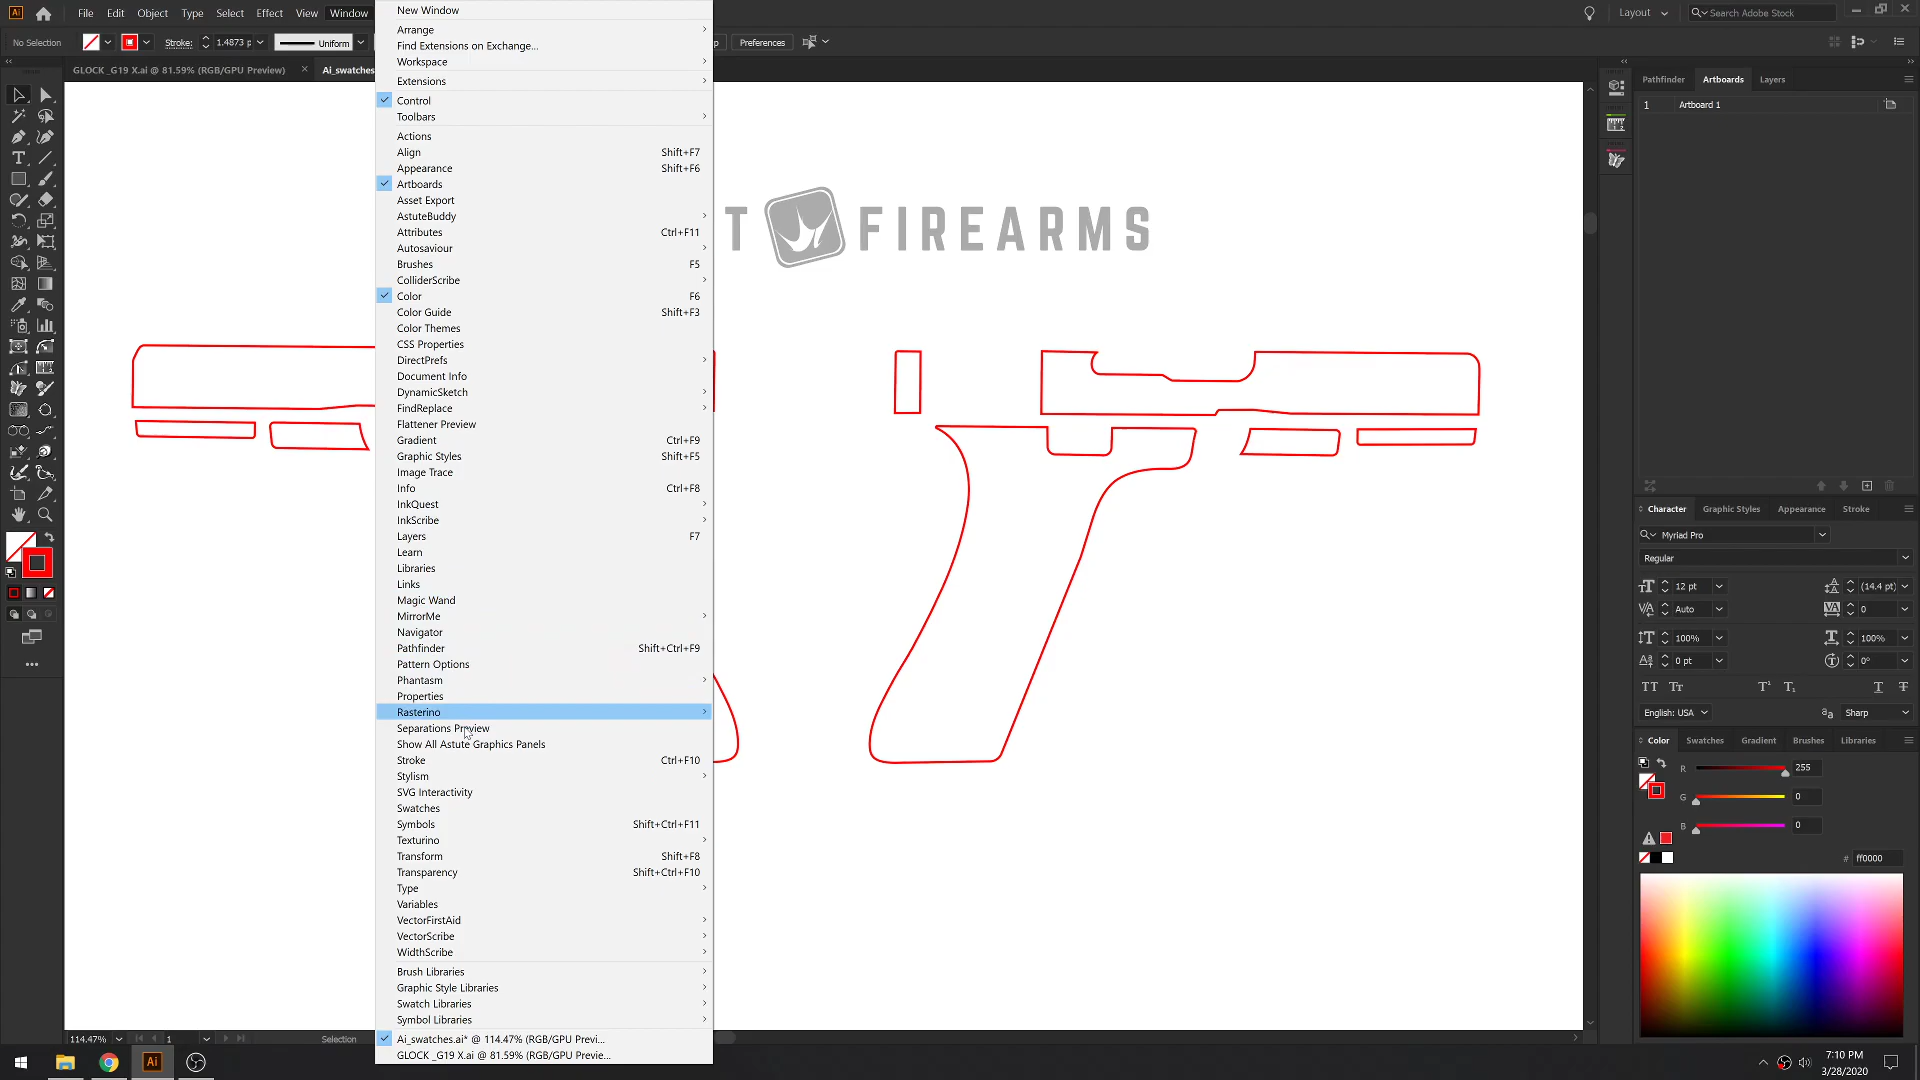 File Edit Object Type Select Effect View Window
Layout Search Adobe Stock
No Selection Stroke: 1.4873 p Uniform Preferences
GLOCK _G19 X.ai @ 81.59% (RGB/GPU Preview) × Ai_swatches
New Window
Arrange
Find Extensions on Exchange...
Workspace
Extensions
Control
Toolbars
Actions
Align Shift+F7
Appearance Shift+F6
Artboards
Asset Export
AstuteBuddy
Attributes Ctrl+F11
Autosaviour
Brushes F5
ColliderScribe
Color F6
Color Guide Shift+F3
Color Themes
CSS Properties
DirectPrefs
Document Info
DynamicSketch
FindReplace
Flattener Preview
Gradient Ctrl+F9
Graphic Styles Shift+F5
Image Trace
Info Ctrl+F8
InkQuest
InkScribe
Layers F7
Learn
Libraries
Links
Magic Wand
MirrorMe
Navigator
Pathfinder Shift+Ctrl+F9
Pattern Options
Phantasm
Properties
Rasterino
Separations Preview
Show All Astute Graphics Panels
Stroke Ctrl+F10
Stylism
SVG Interactivity
Swatches
Symbols Shift+Ctrl+F11
Texturino
Transform Shift+F8
Transparency Shift+Ctrl+F10
Type
Variables
VectorFirstAid
VectorScribe
WidthScribe
Brush Libraries
Graphic Style Libraries
Swatch Libraries
Symbol Libraries
Ai_swatches.ai* @ 114.47% (RGB/GPU Previ...
GLOCK _G19 X.ai @ 81.59% (RGB/GPU Previe...
T FIREARMS
Pathfinder Artboards Layers
1 Artboard 1
Character Graphic Styles Appearance Stroke
Myriad Pro
Regular
12 pt (14.4 pt)
Auto 0
100% 100%
0 pt 0°
TT Tr T¹ T₁ T T
English: USA aa Sharp
Color Swatches Gradient Brushes Libraries
R 255
G 0
B 0
# ff0000
114.47% 1 Selection
Ai
7:10 PM
3/28/2020